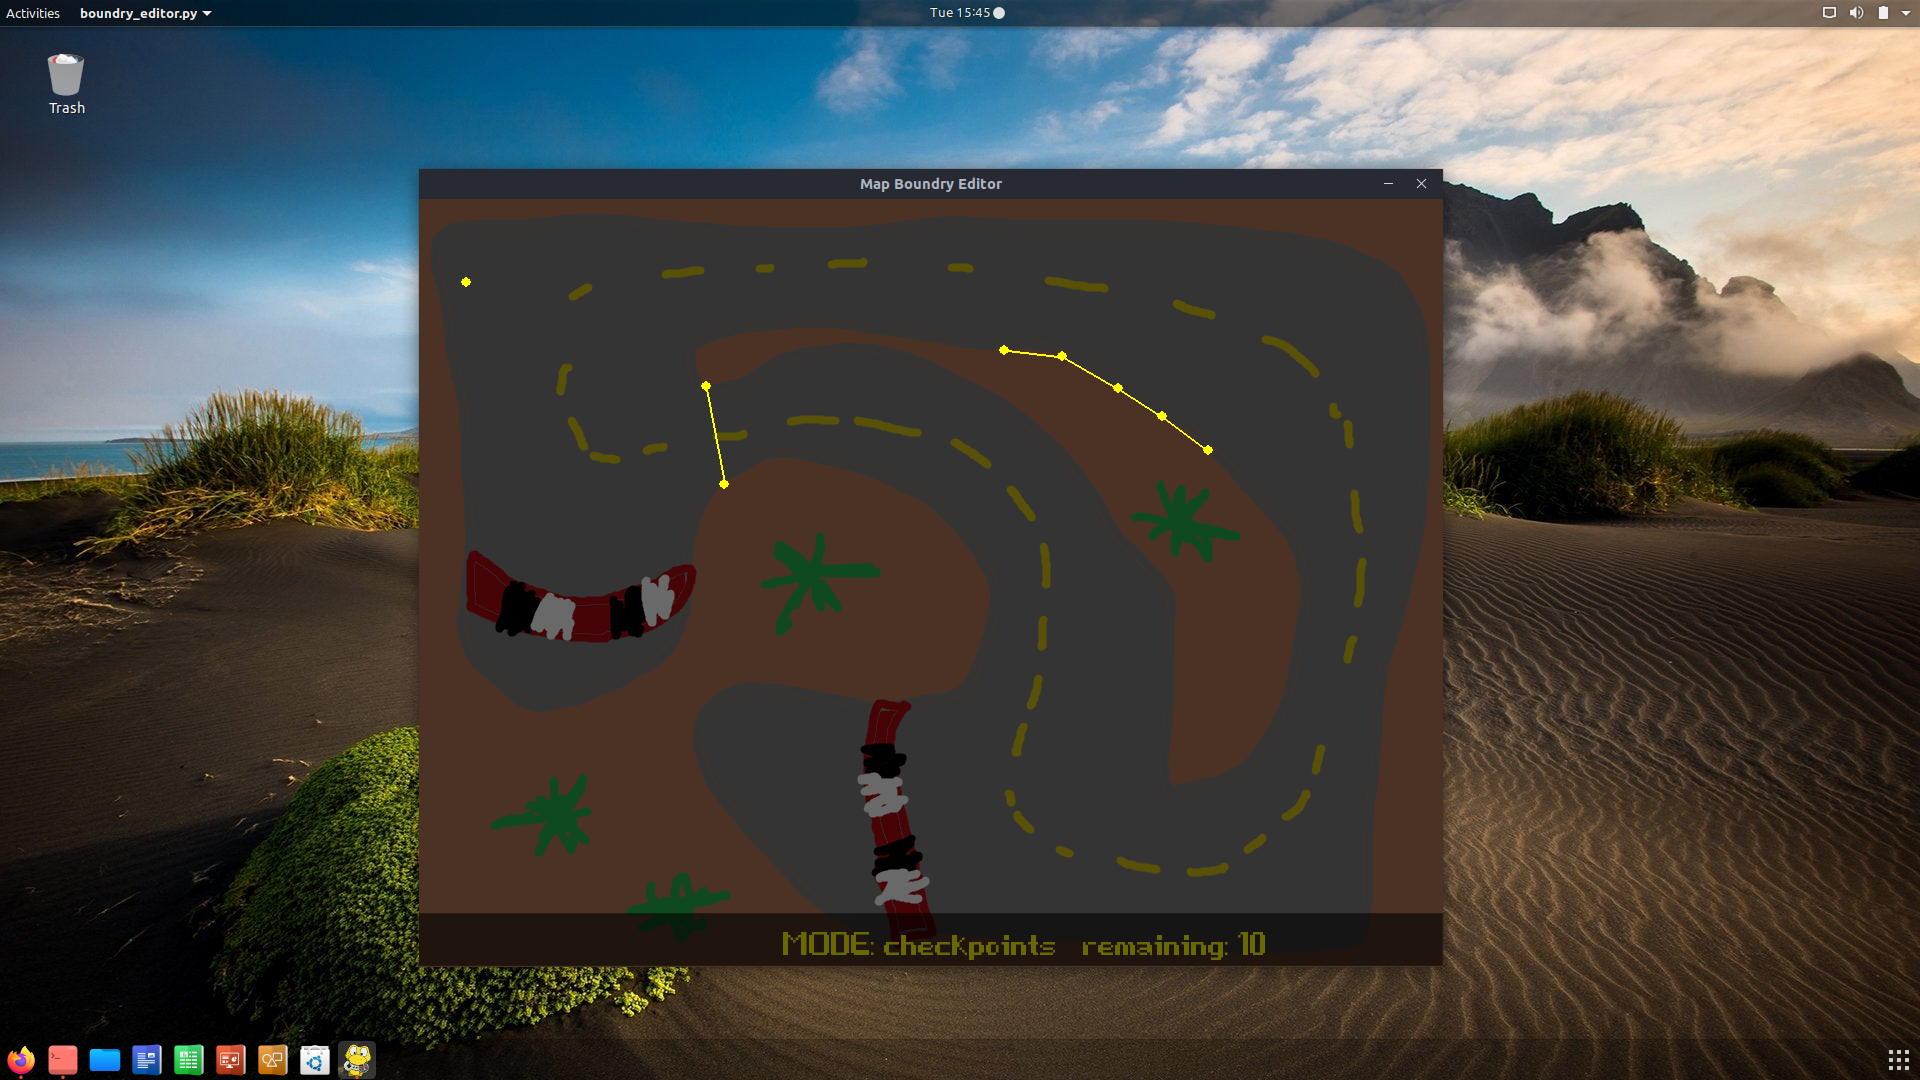 Activities boundry_editor.py Tue 15:45
Trash
Map Boundry Editor
MODE: checkpoints remaining: 10